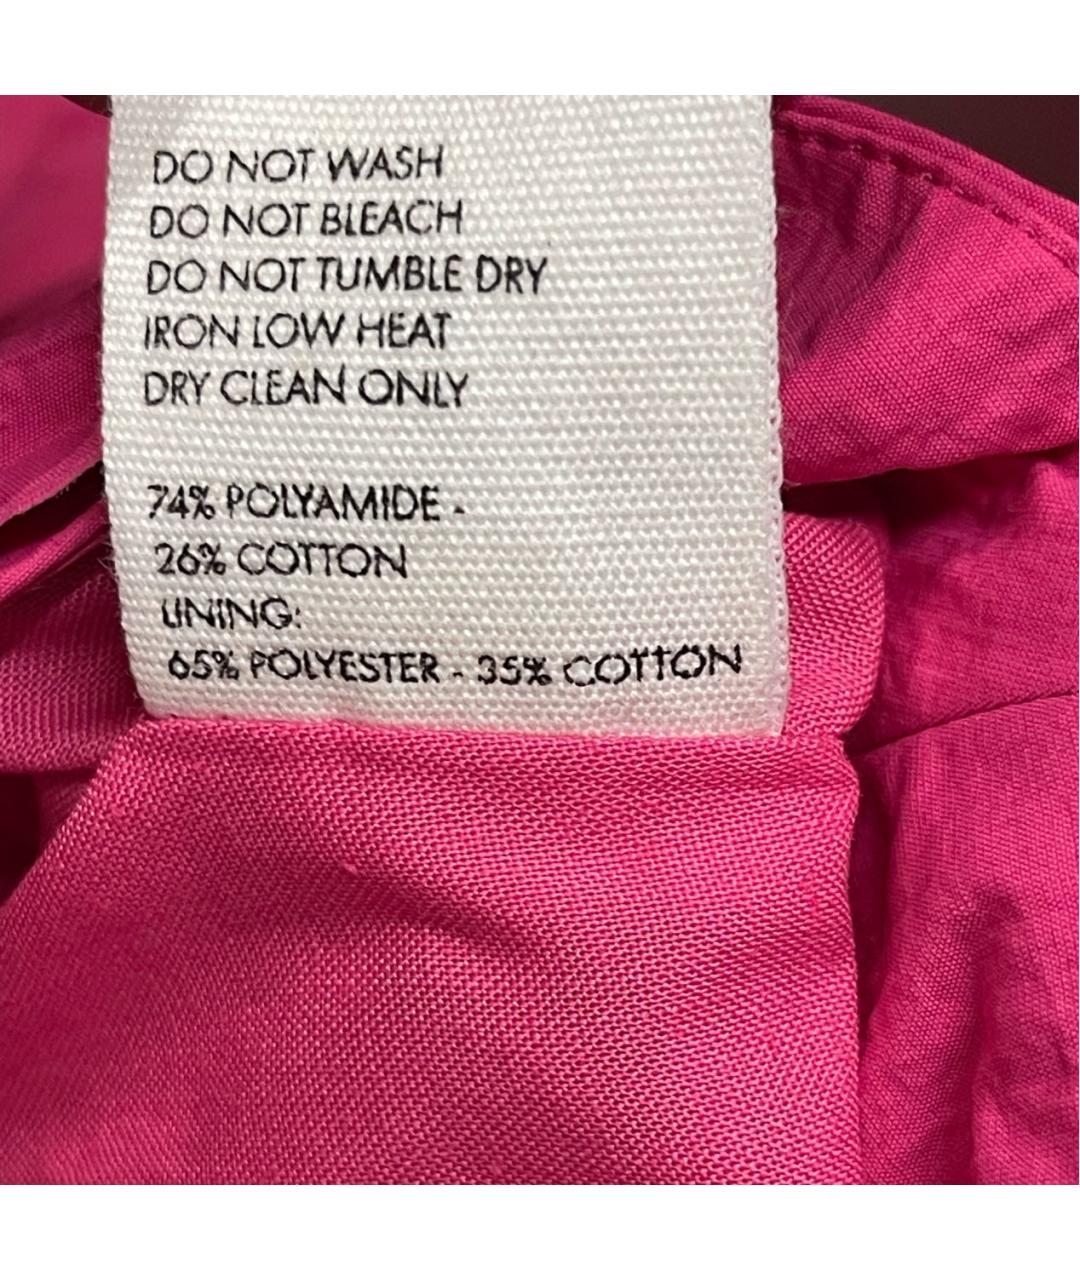 DO NOT WASH
DO NOT BLEACH
DO NOT TUMBLE DRY
IRON LOW HEAT
DRY CLEAN ONLY
74% POLYAMIDE -
26% COTTON
LINING:
65% POLYESTER - 35% COTTON